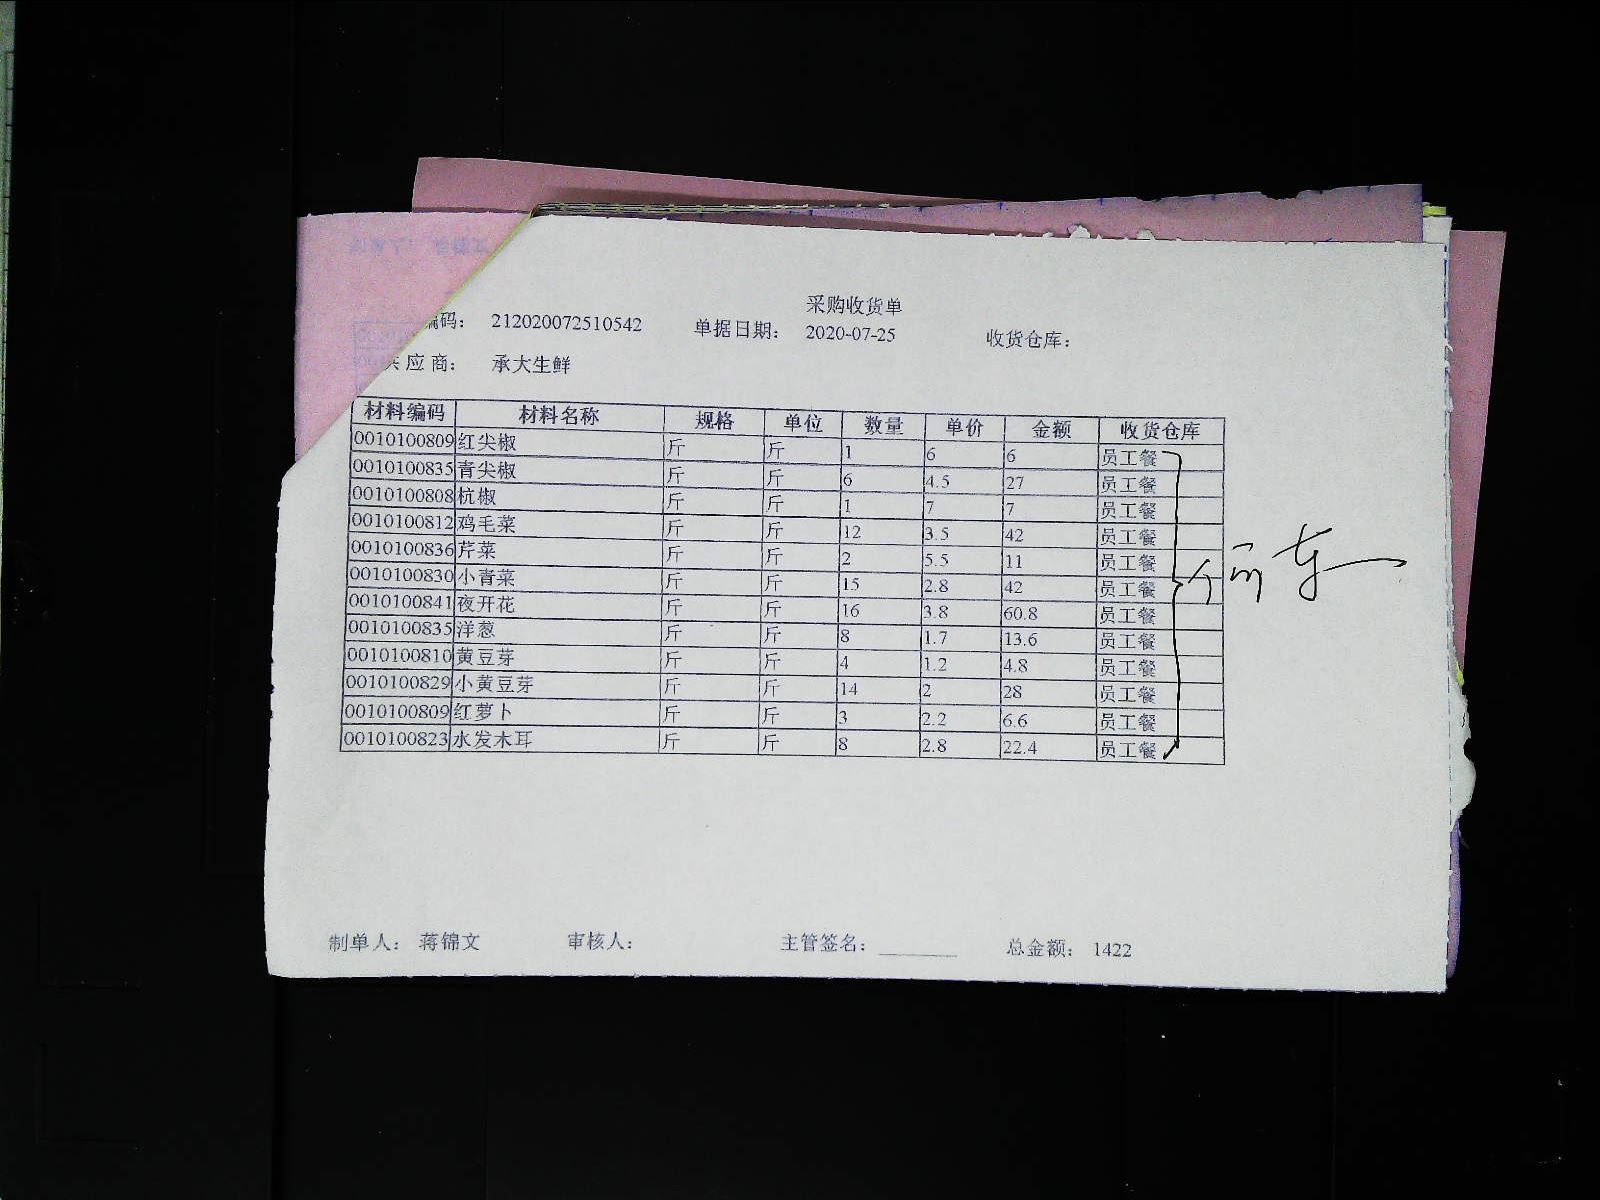 采购收货单
编码： 212020072510542 单据日期： 2020-07-25 收货仓库：
应商： 承大生鲜
材料编码 材料名称 规格 单位 数量 单价 金额 收货仓库
0010100809 红尖椒 斤 斤 1 6 6 员工餐
0010100835 青尖椒 斤 斤 6 4.5 27 员工餐
0010100808 杭椒 斤 斤 1 7 7 员工餐
0010100812 鸡毛菜 斤 斤 12 3.5 42 员工餐
0010100836 芹菜 斤 斤 2 5.5 11 员工餐
0010100830 小青菜 斤 斤 15 2.8 42 员工餐
0010100841 夜开花 斤 斤 16 3.8 60.8 员工餐
0010100835 洋葱 斤 斤 8 1.7 13.6 员工餐
0010100810 黄豆芽 斤 斤 4 1.2 4.8 员工餐
0010100829 小黄豆芽 斤 斤 14 2 28 员工餐
0010100809 红萝卜 斤 斤 3 2.2 6.6 员工餐
0010100823 水发木耳 斤 斤 8 2.8 22.4 员工餐
制单人： 蒋锦文 审核人： 主管签名： 总金额： 1422